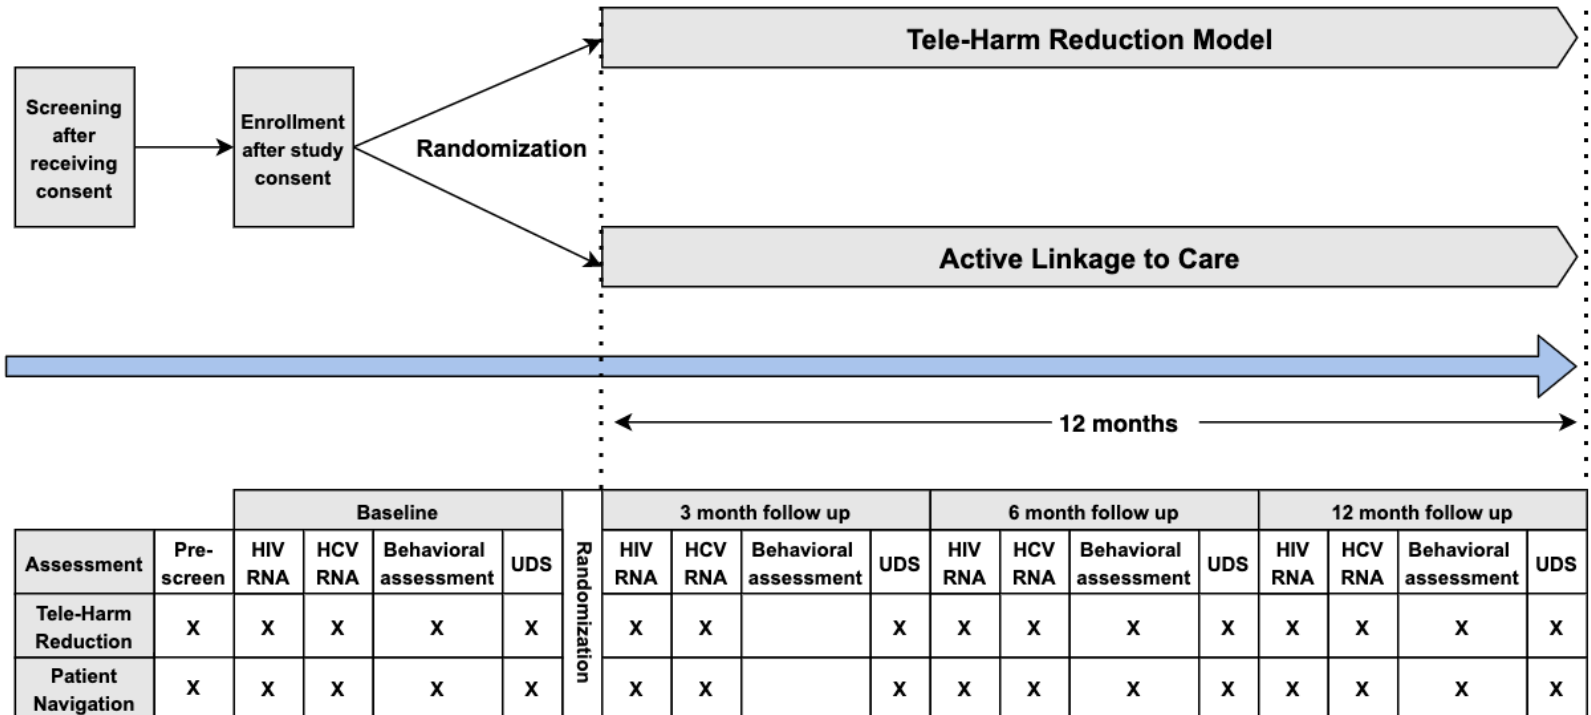 Tele-Harm Reduction Model
Screening
after
receiving
consent
Enrollment
after study
consent
Randomization
Active Linkage to Care
12 months
Baseline
3 month follow up
6 month follow up
12 month follow up
Assessment
Pre-
screen
HIV
RNA
HCV
RNA
Behavioral
assessment
UDS
Randomization
HIV
RNA
HCV
RNA
Behavioral
assessment
UDS
HIV
RNA
HCV
RNA
Behavioral
assessment
UDS
HIV
RNA
HCV
RNA
Behavioral
assessment
UDS
Tele-Harm
Reduction
X X X X X X X X X X X X X X X X
Patient
Navigation
X X X X X X X X X X X X X X X X